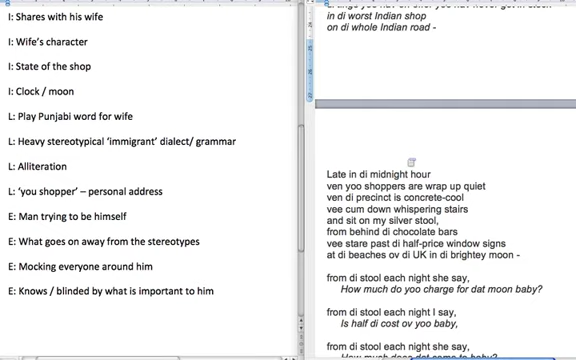 I: Shares with his wife
I: Wife's character
I: State of the shop
I: Clock / moon
L: Play Punjabi word for wife
L: Heavy stereotypical 'immigrant' dialect/ grammar
L: Alliteration
L: 'you shopper' – personal address
E: Man trying to be himself
E: What goes on away from the stereotypes
E: Mocking everyone around him
E: Knows / blinded by what is important to him
in di worst Indian shop
on di whole Indian road -
Late in di midnight hour
ven yoo shoppers are wrap up quiet
ven di precinct is concrete-cool
vee cum down whispering stairs
and sit on my silver stool,
from behind di chocolate bars
vee stare past di half-price window signs
at di beaches ov di UK in di brightey moon -
from di stool each night she say,
How much do yoo charge for dat moon baby?
from di stool each night I say,
Is half di cost ov yoo baby,
from di stool each night she say,
How much does dat come to baby?